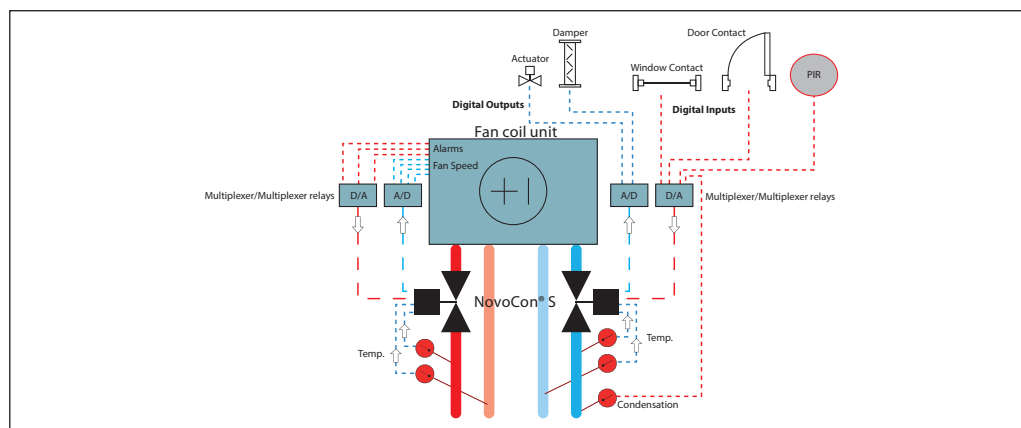 Damper
Door Contact
Actuator
Window Contact
PIR
Digital Outputs
Digital Inputs
Fan coil unit
Alarms
Fan Speed
Multiplexer/Multiplexer relays
D/A
A/D
A/D
D/A
Multiplexer/Multiplexer relays
NovoCon® S
Temp.
Temp.
Condensation